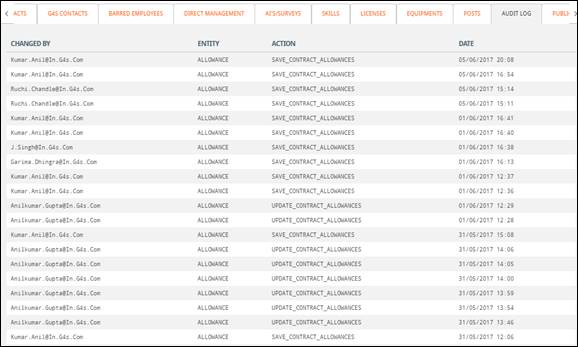 ACTS G4S CONTACTS BARRED EMPLOYEES DIRECT MANAGEMENT AE'S/SURVEYS SKILLS LICENSES EQUIPMENTS POSTS AUDIT LOG PUBLI
CHANGED BY ENTITY ACTION DATE
Kumar.Anil@In.G4s.Com ALLOWANCE SAVE_CONTRACT_ALLOWANCES 05/06/2017 20:08
Kumar.Anil@In.G4s.Com ALLOWANCE SAVE_CONTRACT_ALLOWANCES 05/06/2017 16:54
Ruchi.Chandle@In.G4s.Com ALLOWANCE SAVE_CONTRACT_ALLOWANCES 05/06/2017 15:14
Ruchi.Chandle@In.G4s.Com ALLOWANCE SAVE_CONTRACT_ALLOWANCES 05/06/2017 15:11
Kumar.Anil@In.G4s.Com ALLOWANCE SAVE_CONTRACT_ALLOWANCES 01/06/2017 16:41
Kumar.Anil@In.G4s.Com ALLOWANCE SAVE_CONTRACT_ALLOWANCES 01/06/2017 16:40
J.Singh@In.G4s.Com ALLOWANCE SAVE_CONTRACT_ALLOWANCES 01/06/2017 16:38
Garima.Dhingra@In.G4s.Com ALLOWANCE SAVE_CONTRACT_ALLOWANCES 01/06/2017 16:13
Kumar.Anil@In.G4s.Com ALLOWANCE SAVE_CONTRACT_ALLOWANCES 01/06/2017 12:37
Kumar.Anil@In.G4s.Com ALLOWANCE SAVE_CONTRACT_ALLOWANCES 01/06/2017 12:36
Anilkumar.Gupta@In.G4s.Com ALLOWANCE UPDATE_CONTRACT_ALLOWANCES 01/06/2017 12:29
Anilkumar.Gupta@In.G4s.Com ALLOWANCE UPDATE_CONTRACT_ALLOWANCES 01/06/2017 12:28
Kumar.Anil@In.G4s.Com ALLOWANCE SAVE_CONTRACT_ALLOWANCES 31/05/2017 15:08
Anilkumar.Gupta@In.G4s.Com ALLOWANCE UPDATE_CONTRACT_ALLOWANCES 31/05/2017 14:06
Anilkumar.Gupta@In.G4s.Com ALLOWANCE UPDATE_CONTRACT_ALLOWANCES 31/05/2017 14:05
Anilkumar.Gupta@In.G4s.Com ALLOWANCE UPDATE_CONTRACT_ALLOWANCES 31/05/2017 14:00
Anilkumar.Gupta@In.G4s.Com ALLOWANCE UPDATE_CONTRACT_ALLOWANCES 31/05/2017 13:59
Anilkumar.Gupta@In.G4s.Com ALLOWANCE UPDATE_CONTRACT_ALLOWANCES 31/05/2017 13:54
Anilkumar.Gupta@In.G4s.Com ALLOWANCE UPDATE_CONTRACT_ALLOWANCES 31/05/2017 13:46
Kumar.Anil@In.G4s.Com ALLOWANCE SAVE_CONTRACT_ALLOWANCES 31/05/2017 12:06